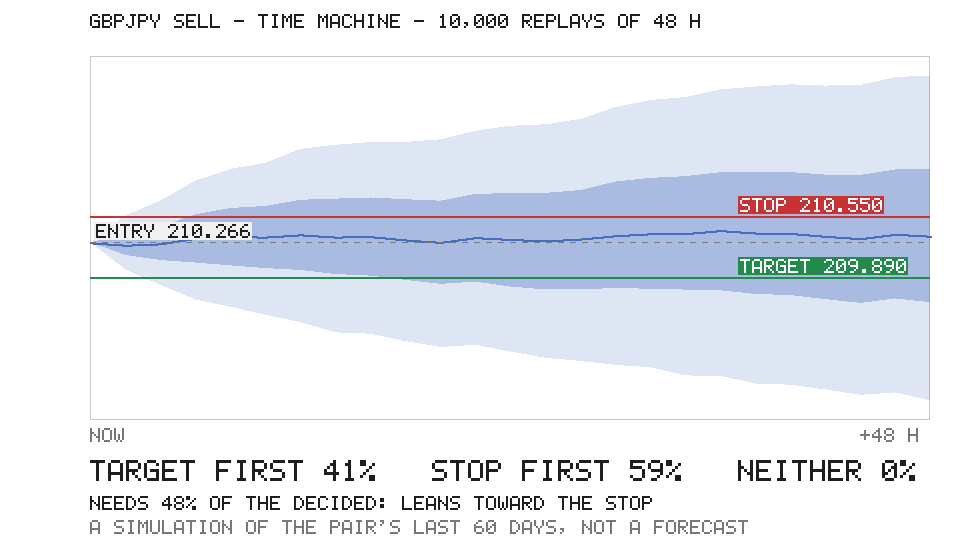 GBPJPY SELL - TIME MACHINE - 10,000 REPLAYS OF 48 H
STOP 210.550
ENTRY 210.266
TARGET 209.890
NOW +48 H
TARGET FIRST 41% STOP FIRST 59% NEITHER 0%
NEEDS 48% OF THE DECIDED: LEANS TOWARD THE STOP
A SIMULATION OF THE PAIR'S LAST 60 DAYS, NOT A FORECAST